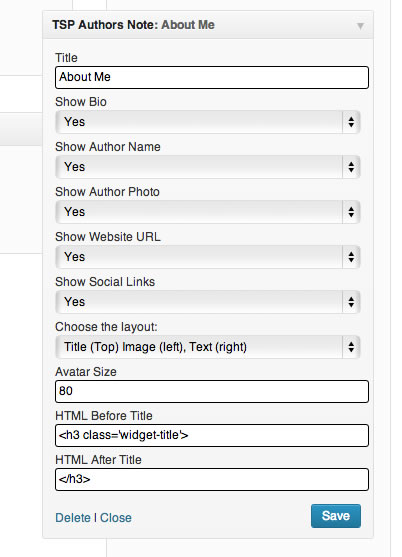 TSP Authors Note: About Me
Title
About Me
Show Bio
Yes
Show Author Name
Yes
Show Author Photo
Yes
Show Website URL
Yes
Show Social Links
Yes
Choose the layout:
Title (Top) Image (left), Text (right)
Avatar Size
80
HTML Before Title
<h3 class='widget-title'>
HTML After Title
</h3>
Delete | Close Save